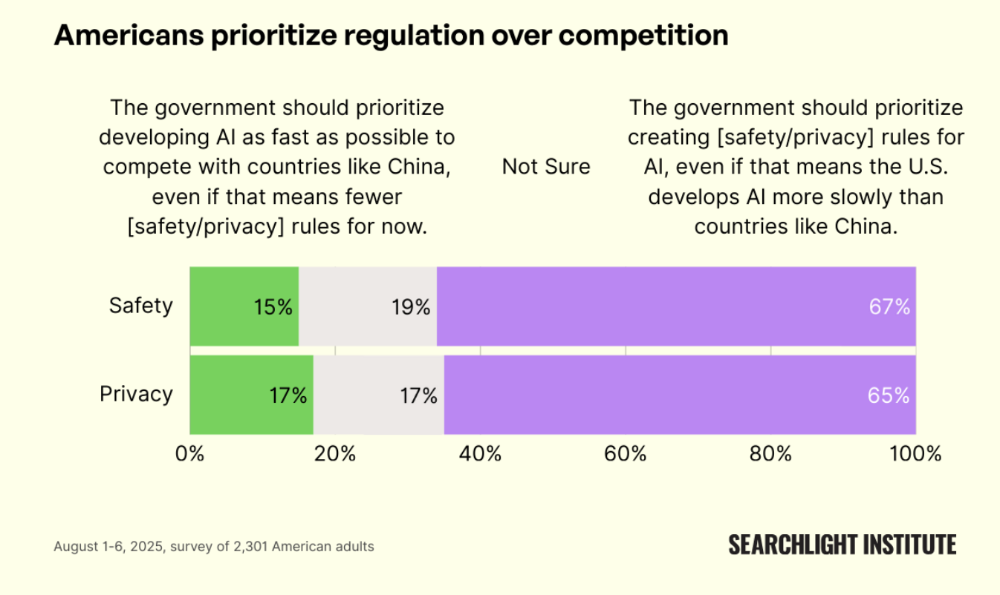 Americans prioritize regulation over competition
The government should prioritize
developing AI as fast as possible to
compete with countries like China,
even if that means fewer
[safety/privacy] rules for now.
Not Sure
The government should prioritize
creating [safety/privacy] rules for
AI, even if that means the U.S.
develops AI more slowly than
countries like China.
Safety
15%
19%
67%
Privacy
17%
17%
65%
0%
20%
40%
60%
80%
100%
August 1-6, 2025, survey of 2,301 American adults
SEARCHLIGHT INSTITUTE